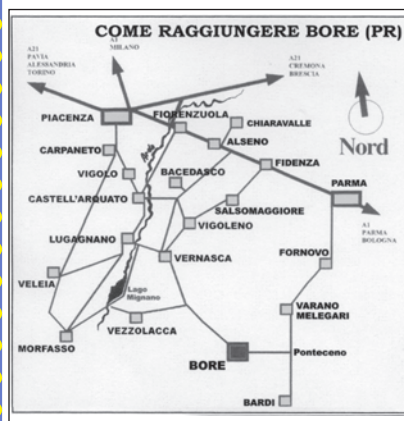 COME RAGGIUNGERE BORE (PR)
A21
PAVIA
ALESSANDRIA
TORINO
A1
MILANO
A21
CREMONA
BRESCIA
PIACENZA
FIORENZUOLA
CHIARAVALLE
ALSENO
Nord
CARPANETO
VIGOLO
BACEDASCO
FIDENZA
PARMA
CASTELL'ARQUATO
SALSOMAGGIORE
VIGOLENO
A1
PARMA
BOLOGNA
LUGAGNANO
VERNASCA
FORNOVO
VELEIA
Lago
Mignano
VARANO
MELEGARI
VEZZOLACCA
MORFASSO
BORE
Ponteceno
BARDI